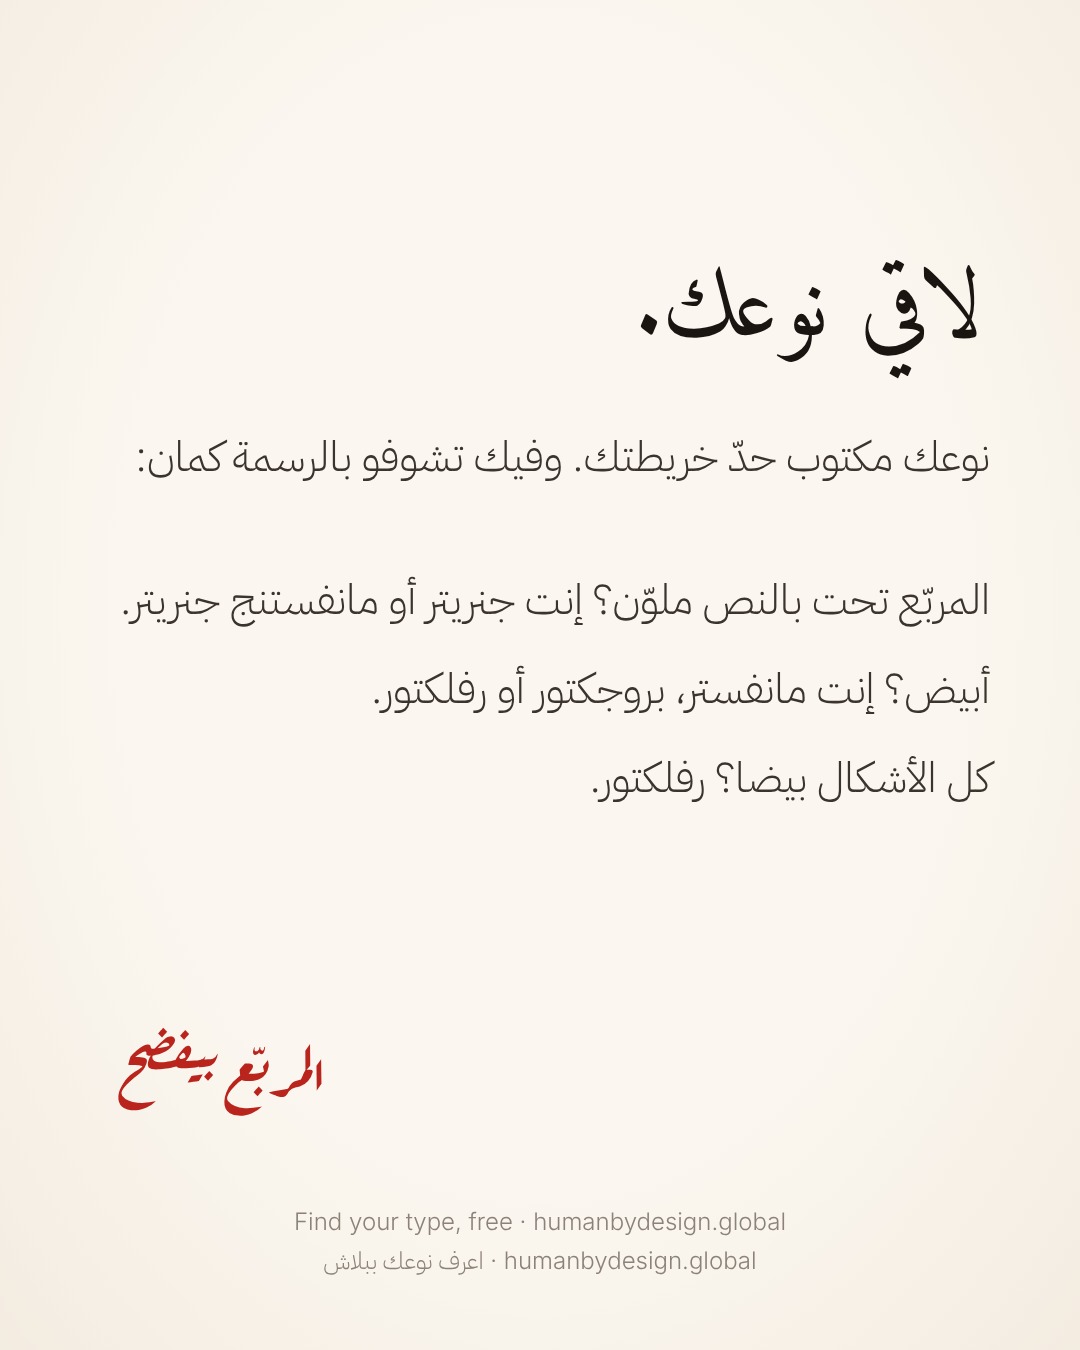 لاقي نوعك.
نوعك مكتوب حدّ خريطتك. وفيك تشوفو بالرسمة كمان:
المربّع تحت بالنص ملوّن؟ إنت جنريتر أو مانفستنج جنريتر.
أبيض؟ إنت مانفستر، بروجكتور أو رفلكتور.
كل الأشكال بيضا؟ رفلكتور.
المربّع بيفضح
Find your type, free · humanbydesign.global
اعرف نوعك ببلاش · humanbydesign.global